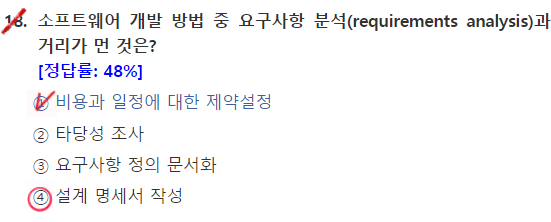 18. 소프트웨어 개발 방법 중 요구사항 분석(requirements analysis)과
거리가 먼 것은?
[정답률: 48%]
① 비용과 일정에 대한 제약설정
② 타당성 조사
③ 요구사항 정의 문서화
④ 설계 명세서 작성